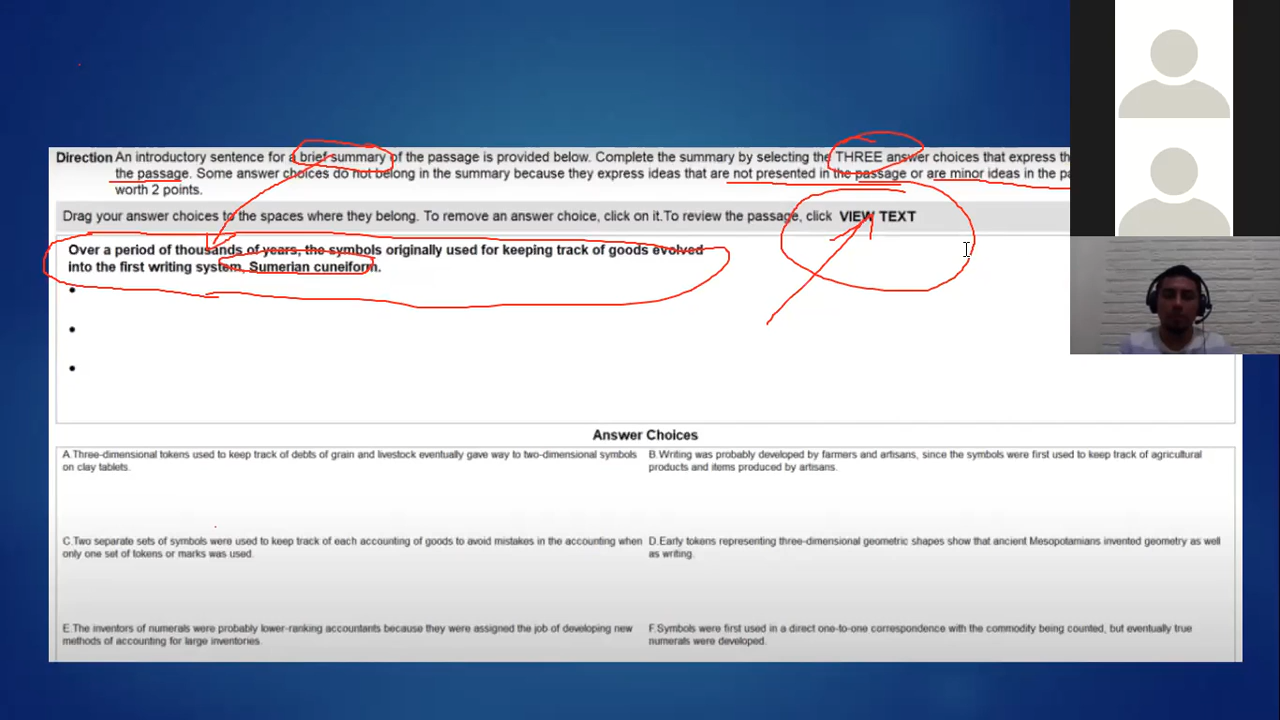 Direction An introductory sentence for a brief summary of the passage is provided below. Complete the summary by selecting the THREE answer choices that express th
the passage. Some answer choices do not belong in the summary because they express ideas that are not presented in the passage or are minor ideas in the pa
worth 2 points.
Drag your answer choices to the spaces where they belong. To remove an answer choice, click on it.To review the passage, click VIEW TEXT
Over a period of thousands of years, the symbols originally used for keeping track of goods evolved
into the first writing system, Sumerian cuneiform.
Answer Choices
A.Three-dimensional tokens used to keep track of debts of grain and livestock eventually gave way to two-dimensional symbols
on clay tablets.
B.Writing was probably developed by farmers and artisans, since the symbols were first used to keep track of agricultural
products and items produced by artisans.
C.Two separate sets of symbols were used to keep track of each accounting of goods to avoid mistakes in the accounting when
only one set of tokens or marks was used.
D.Early tokens representing three-dimensional geometric shapes show that ancient Mesopotamians invented geometry as well
as writing.
E.The inventors of numerals were probably lower-ranking accountants because they were assigned the job of developing new
methods of accounting for large inventories.
F.Symbols were first used in a direct one-to-one correspondence with the commodity being counted, but eventually true
numerals were developed.